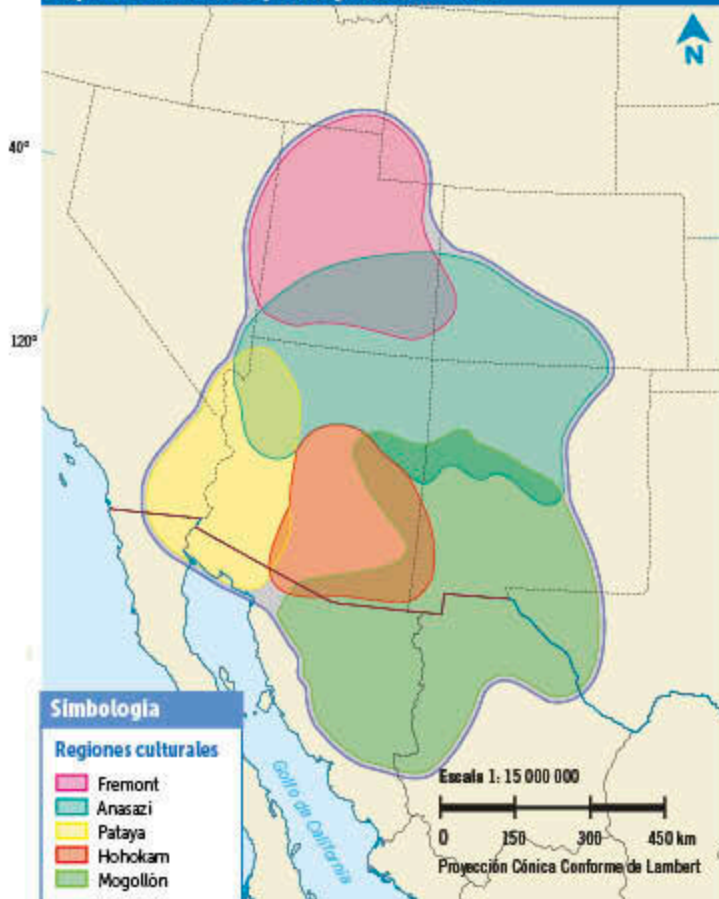 N
40°
120°
Simbología
Regiones culturales
Fremont
Anasazi
Pataya
Hohokam
Mogollón
Golfo de California
Escala 1: 15 000 000
0 150 300 450 km
Proyección Cónica Conforme de Lambert